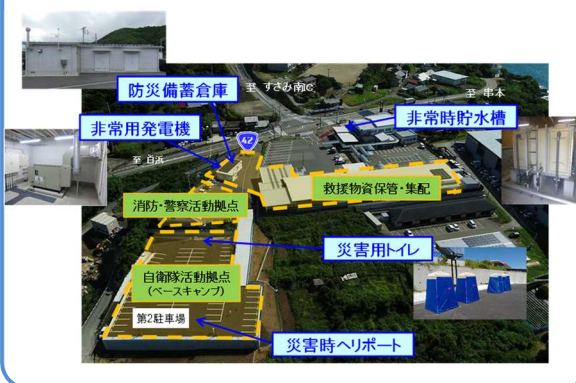 防災備蓄倉庫
至 すさみ南IC
至 串本
非常用発電機
42
非常時貯水槽
至 白浜
救援物資保管・集配
消防・警察活動拠点
災害用トイレ
自衛隊活動拠点
(ベースキャンプ)
第2駐車場
災害時ヘリポート